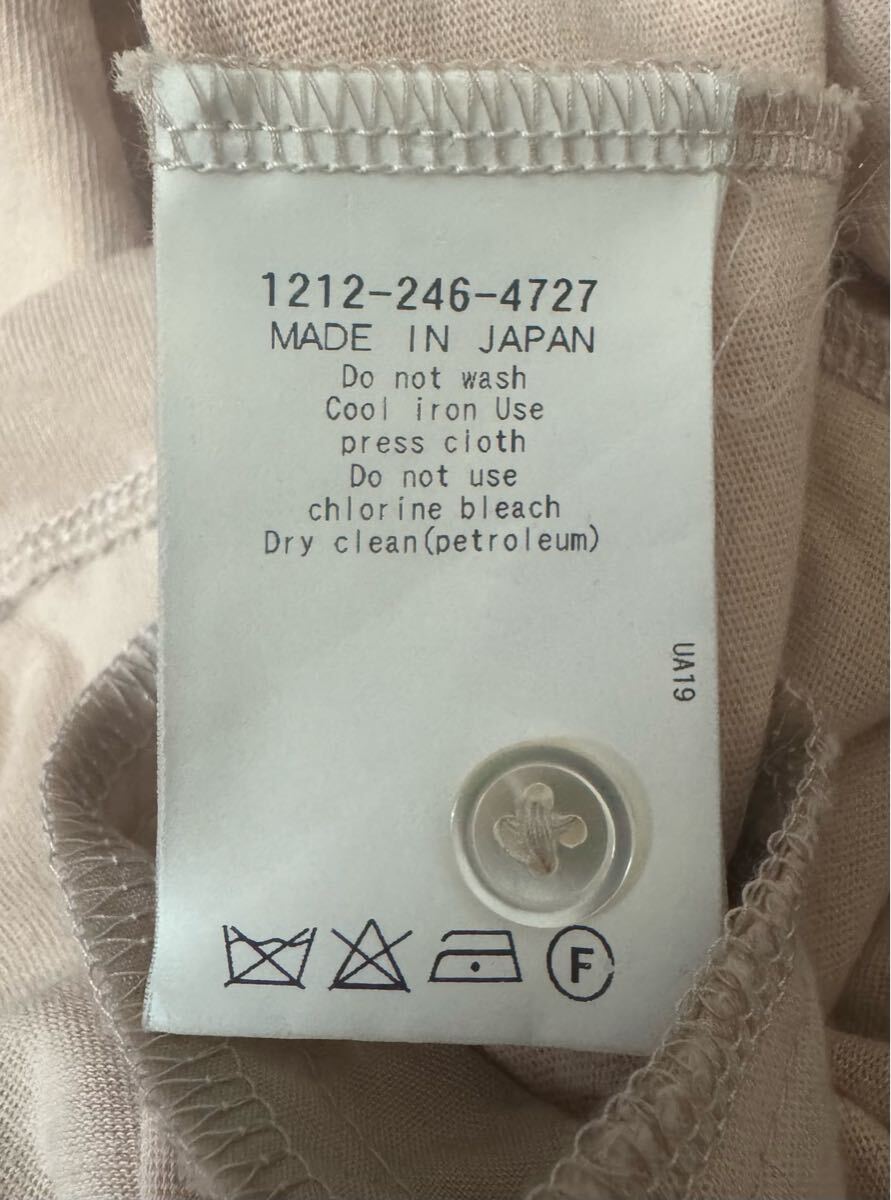 1212-246-4727
MADE IN JAPAN
Do not wash
Cool iron Use
press cloth
Do not use
chlorine bleach
Dry clean(petroleum)
UA19
F